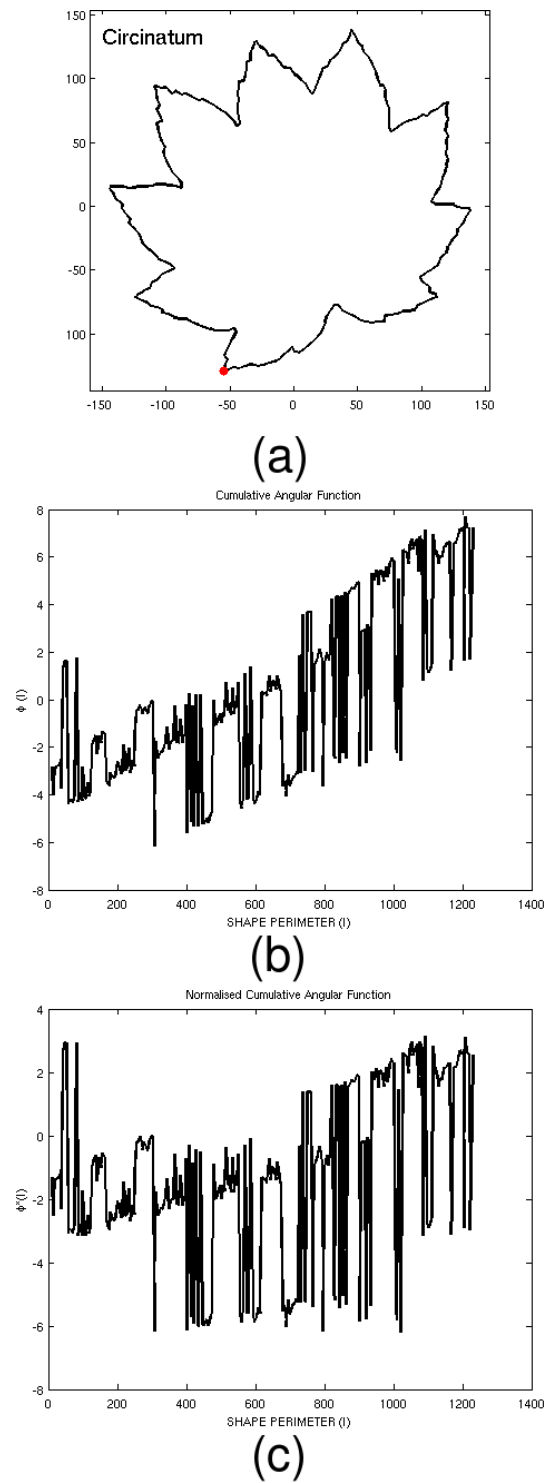 Circinatum
150
100
50
0
-50
100
-150 -100 -50 0 50 100 150
(a)
Cumulative Angular Function
8
6
4
2
0
-2
-4
-6
-8
ϕ (l)
0 200 400 600 800 1000 1200 1400
SHAPE PERIMETER (l)
(b)
Normalised Cumulative Angular Function
4
2
0
-2
-4
-6
-8
ϕ*(l)
0 200 400 600 800 1000 1200 1400
SHAPE PERIMETER (l)
(c)